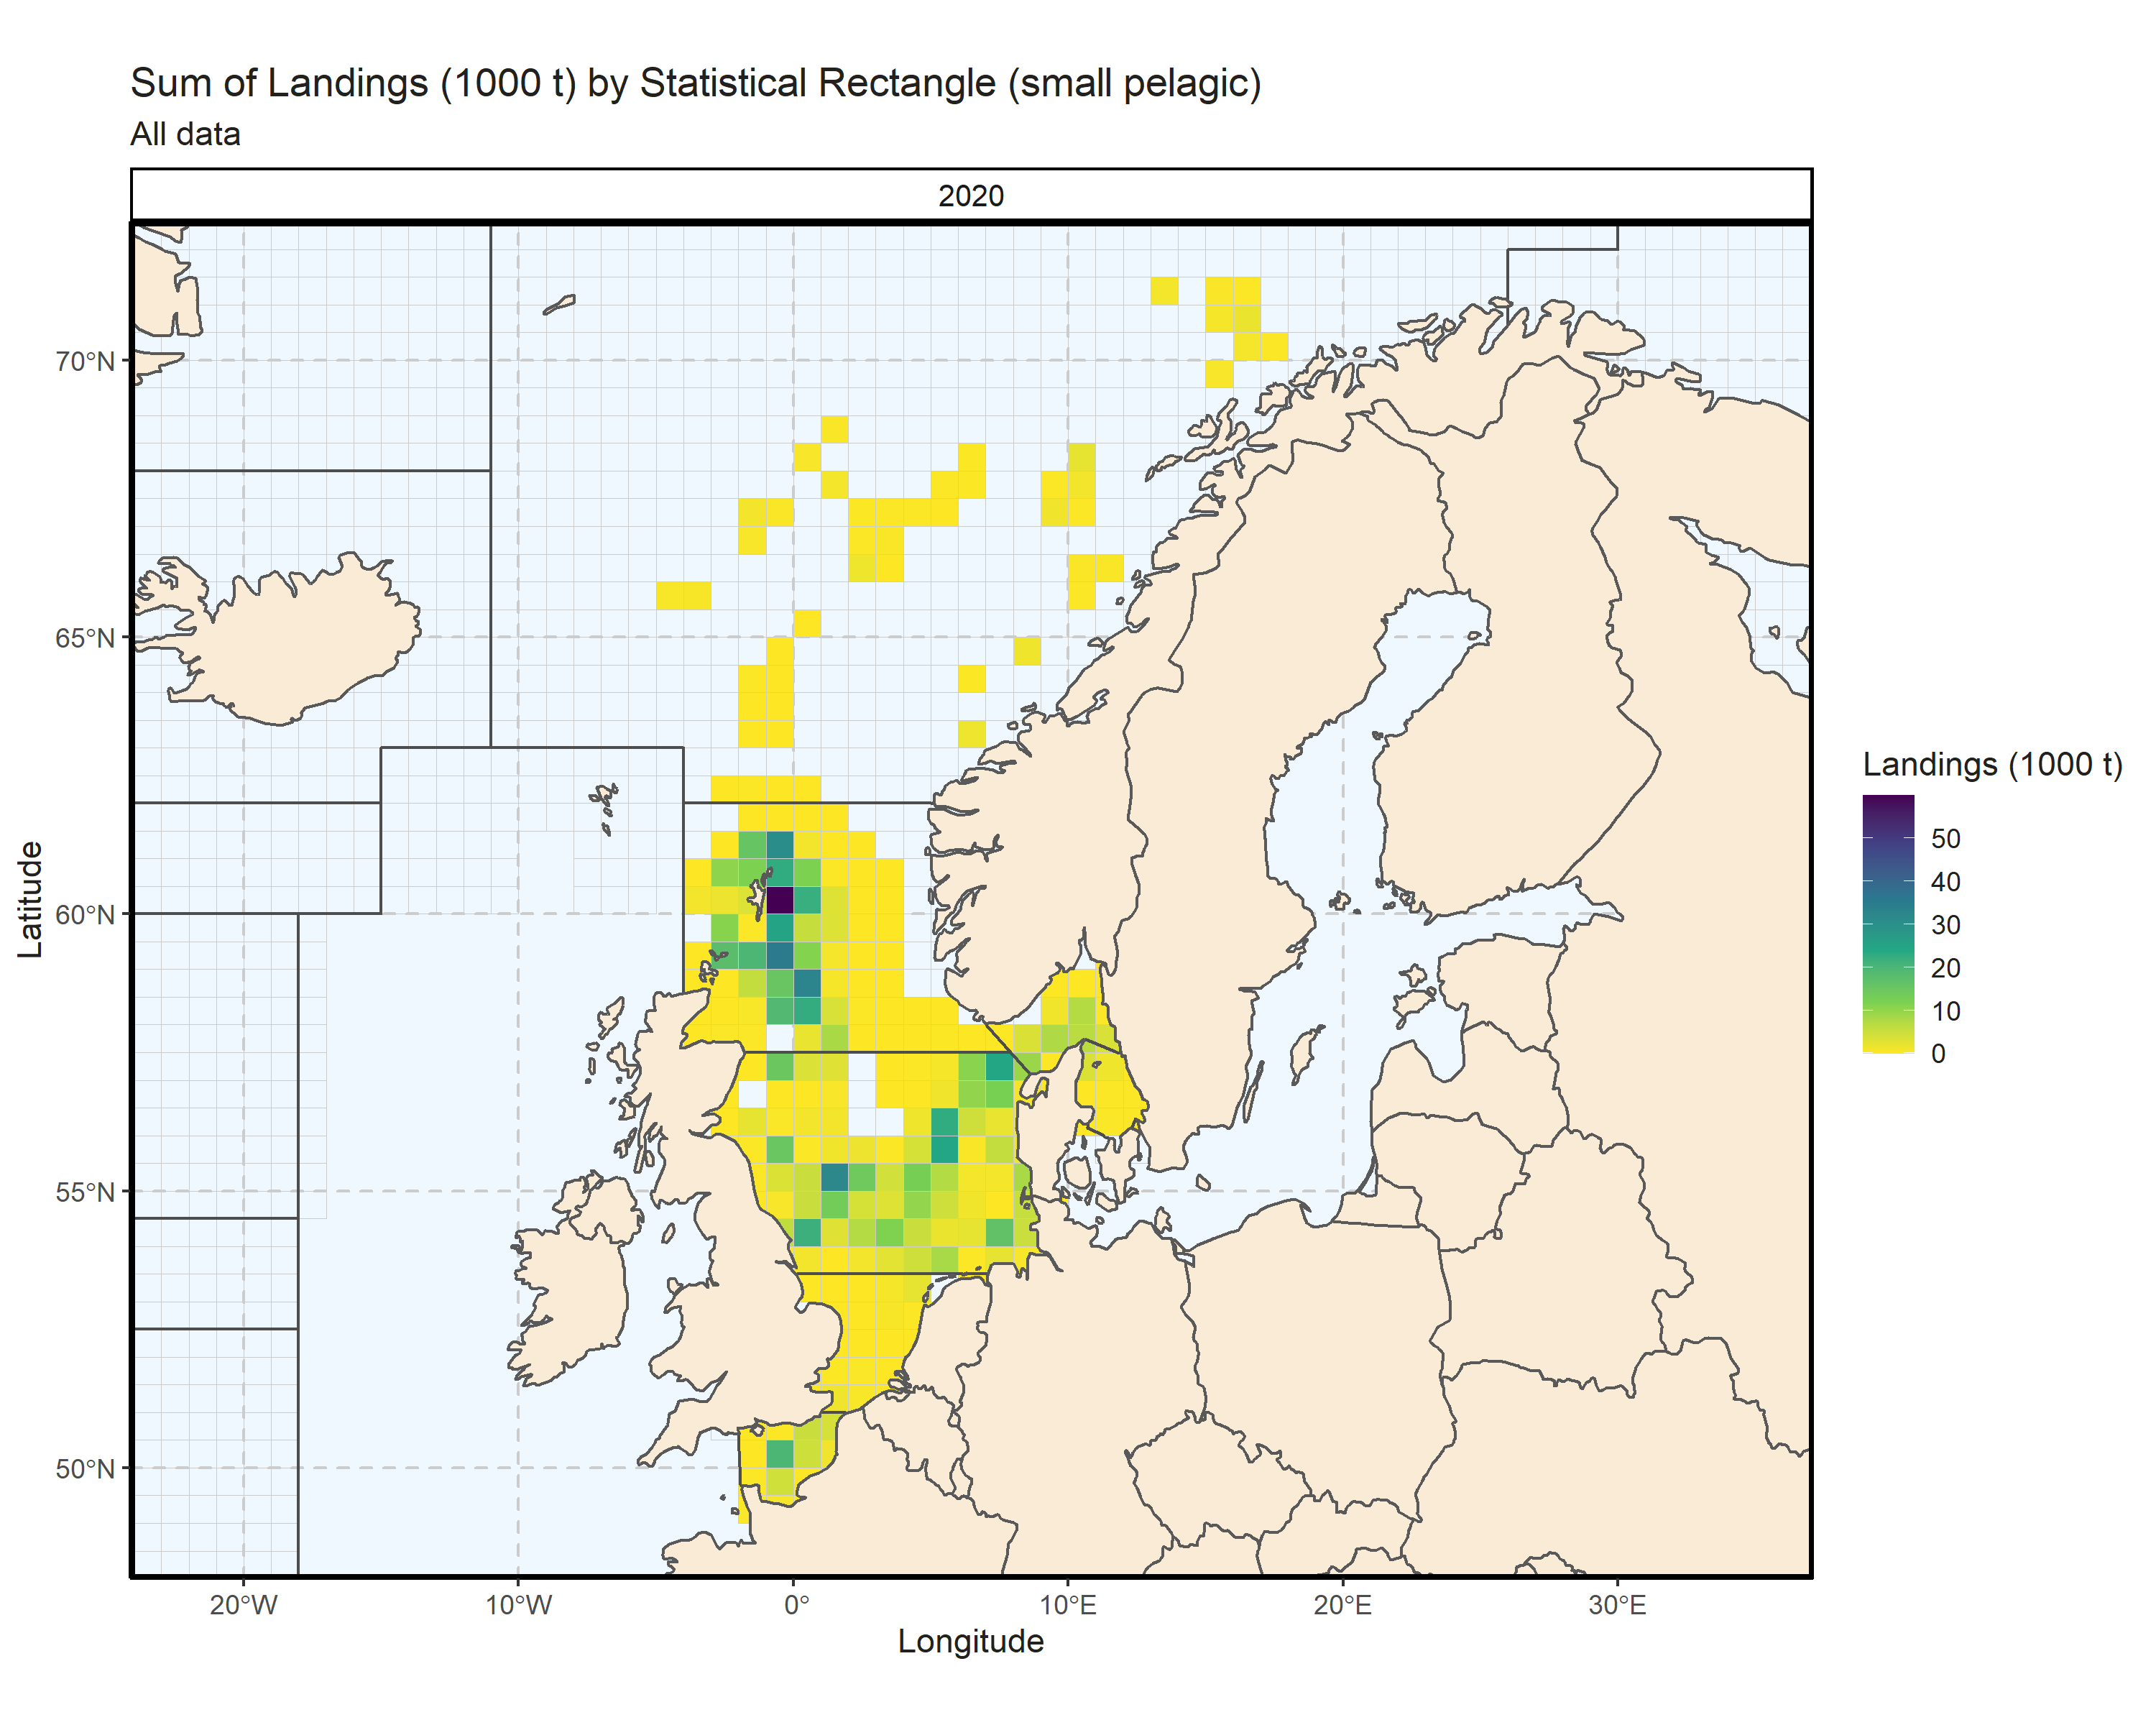 Sum of Landings (1000 t) by Statistical Rectangle (small pelagic)
All data
2020
70°N
65°N
60°N
55°N
50°N
Latitude
20°W
10°W
0°
10°E
20°E
30°E
Longitude
Landings (1000 t)
50
40
30
20
10
0